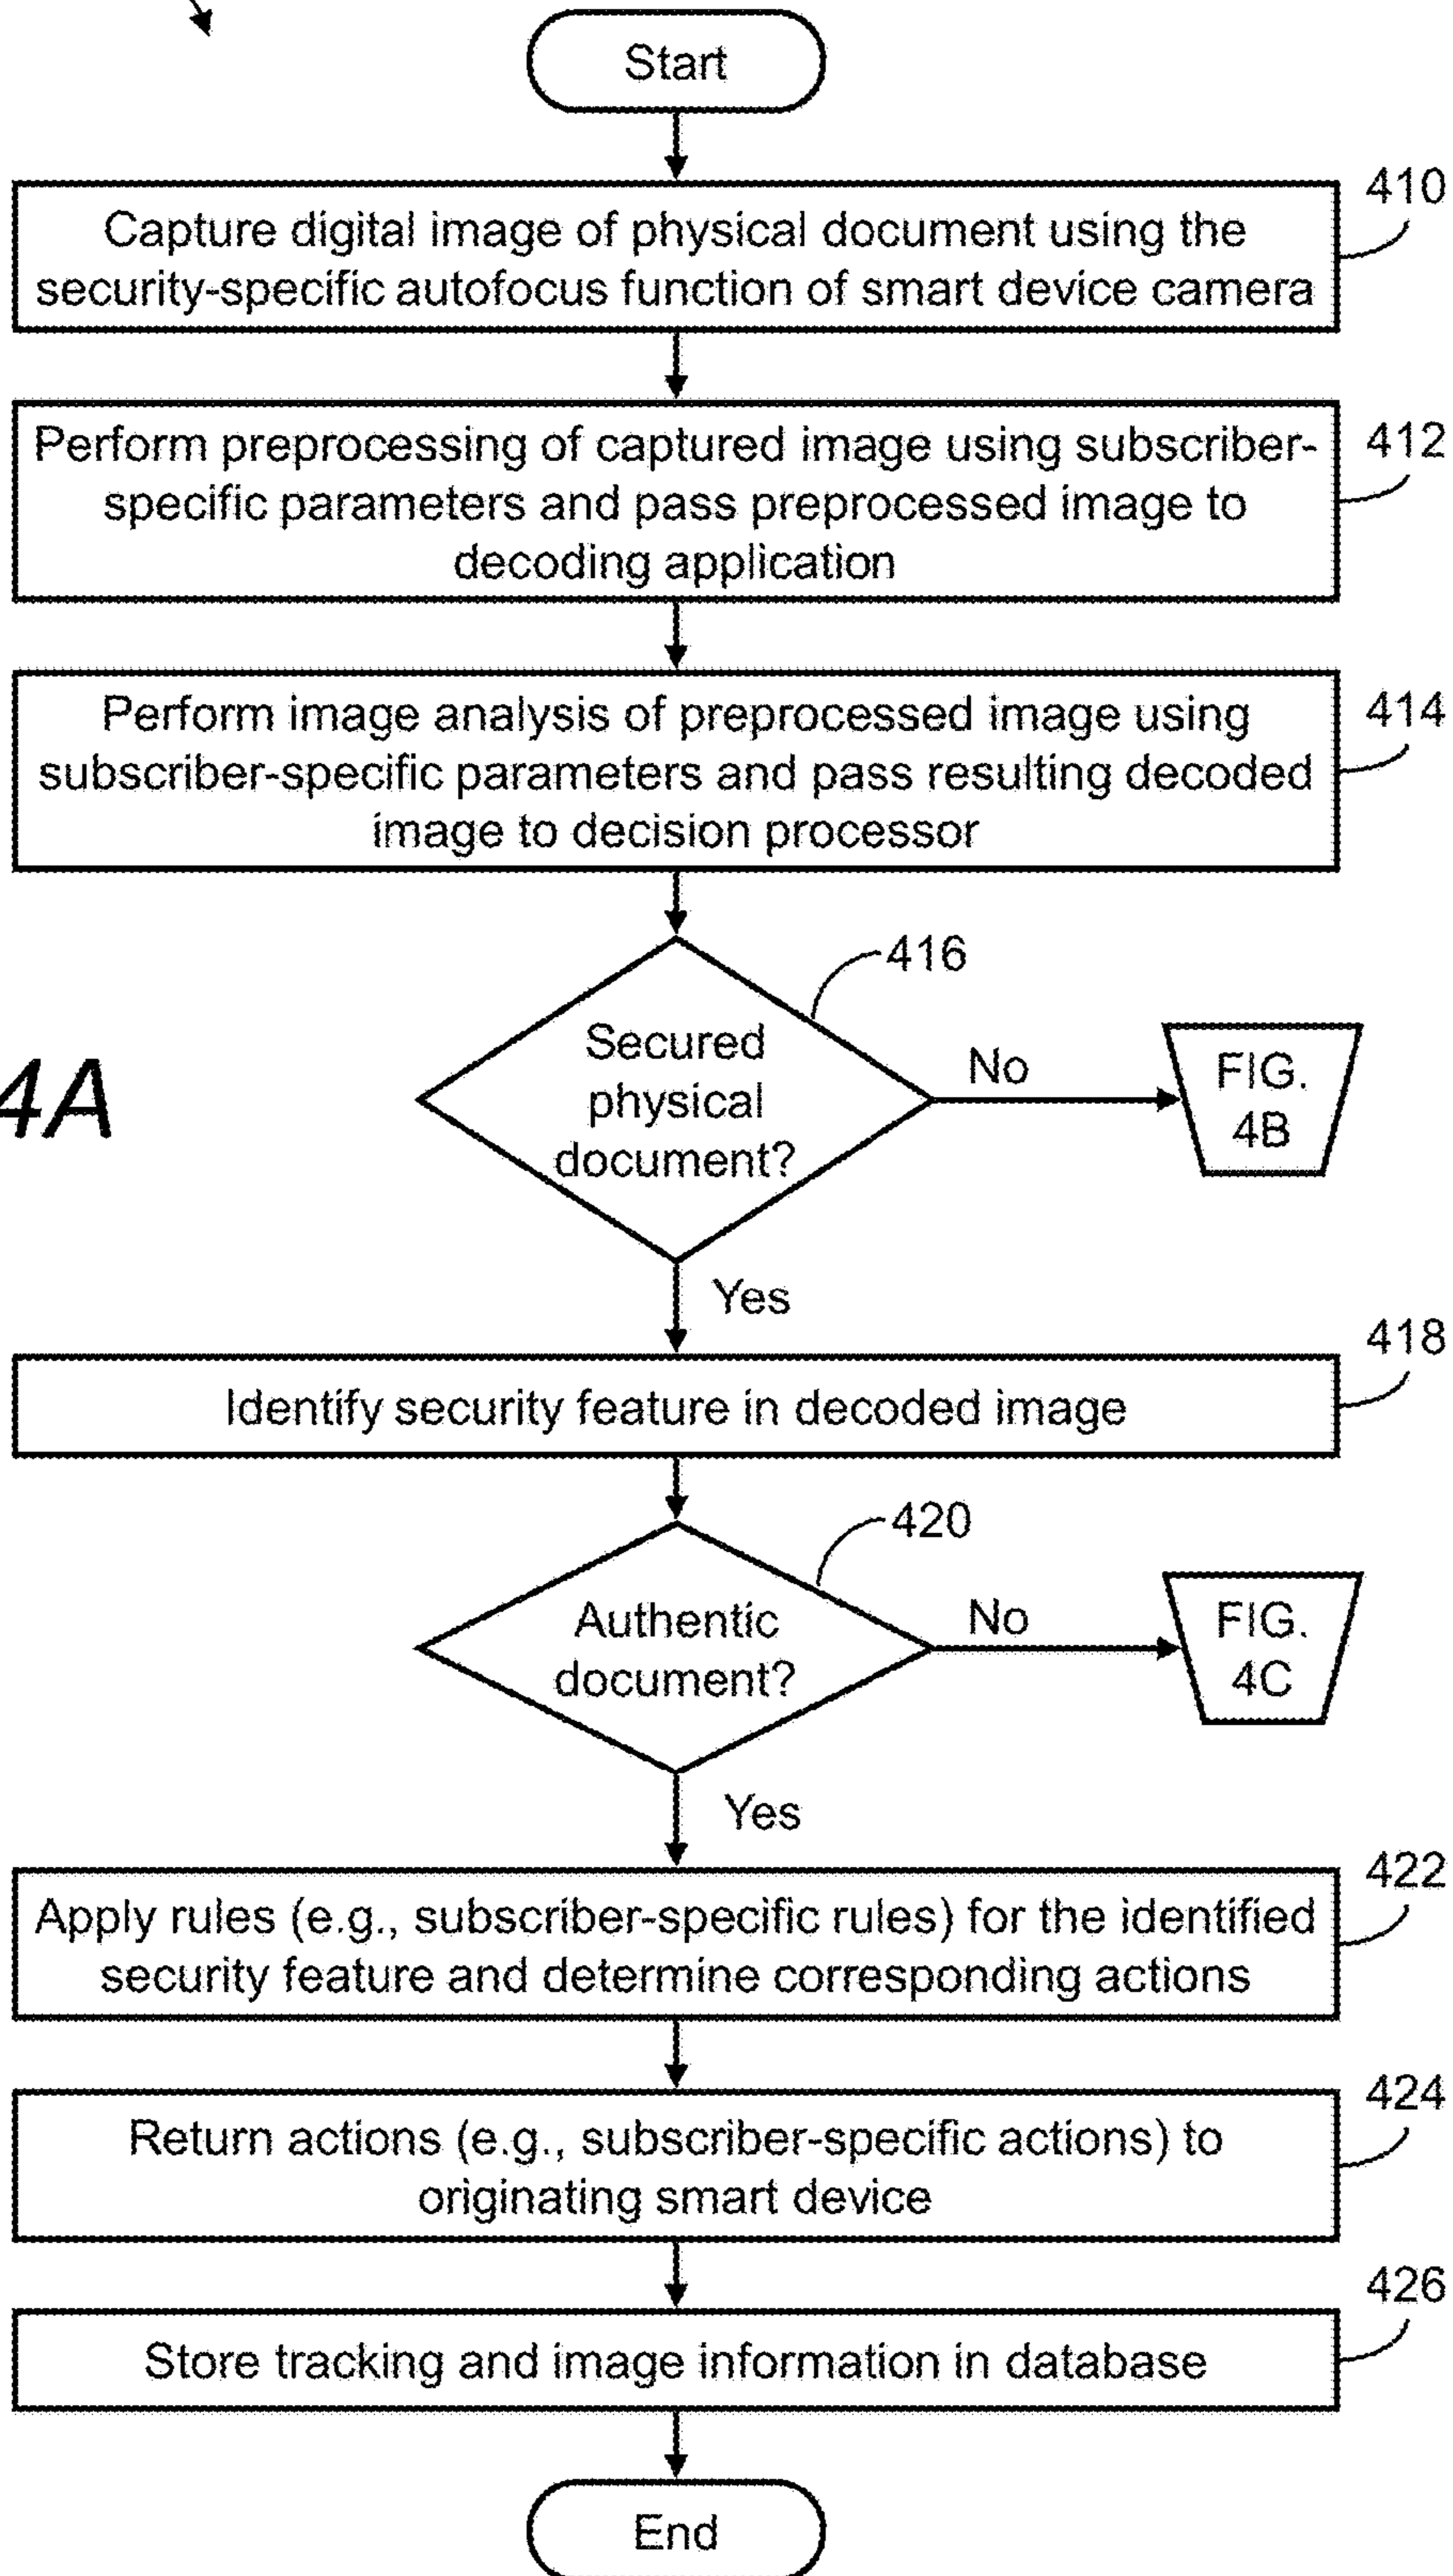 Start
410
Capture digital image of physical document using the
security-specific autofocus function of smart device camera
412
Perform preprocessing of captured image using subscriber-
specific parameters and pass preprocessed image to
decoding application
414
Perform image analysis of preprocessed image using
subscriber-specific parameters and pass resulting decoded
image to decision processor
416
Secured
physical
document?
No
FIG.
4B
4A
Yes
418
Identify security feature in decoded image
420
Authentic
document?
No
FIG.
4C
Yes
422
Apply rules (e.g., subscriber-specific rules) for the identified
security feature and determine corresponding actions
424
Return actions (e.g., subscriber-specific actions) to
originating smart device
426
Store tracking and image information in database
End